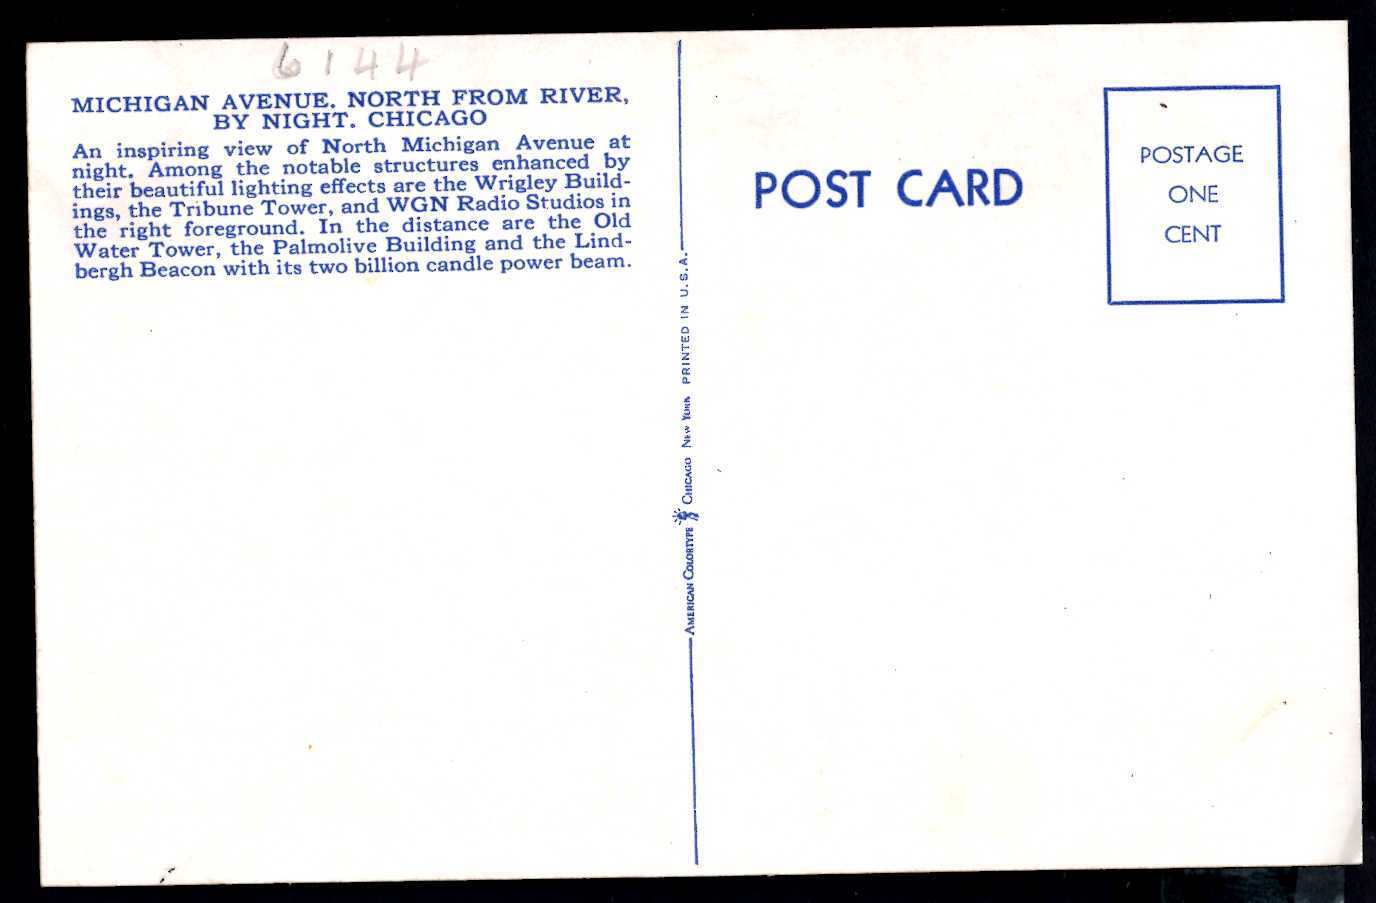 6144
MICHIGAN AVENUE. NORTH FROM RIVER,
BY NIGHT. CHICAGO
An inspiring view of North Michigan Avenue at
night. Among the notable structures enhanced by
their beautiful lighting effects are the Wrigley Build-
ings, the Tribune Tower, and WGN Radio Studios in
the right foreground. In the distance are the Old
Water Tower, the Palmolive Building and the Lind-
bergh Beacon with its two billion candle power beam.
AMERICAN COLORTYPE CHICAGO NEW YORK PRINTED IN U.S.A.
POST CARD
POSTAGE
ONE
CENT